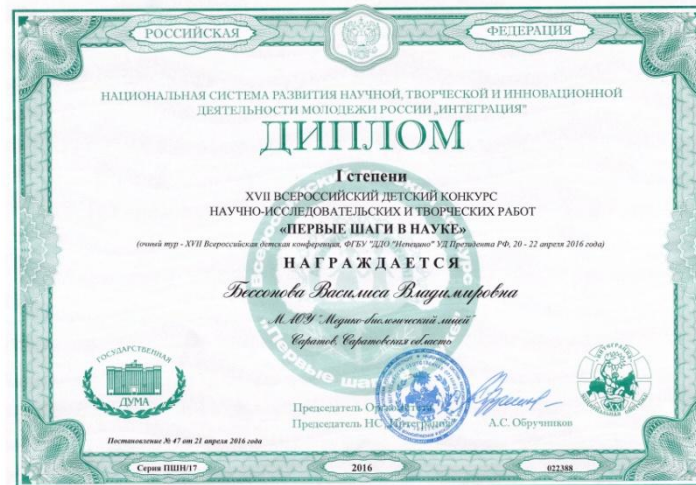 РОССИЙСКАЯ ФЕДЕРАЦИЯ
НАЦИОНАЛЬНАЯ СИСТЕМА РАЗВИТИЯ НАУЧНОЙ, ТВОРЧЕСКОЙ И ИННОВАЦИОННОЙ
ДЕЯТЕЛЬНОСТИ МОЛОДЕЖИ РОССИИ „ИНТЕГРАЦИЯ"
ДИПЛОМ
I степени
XVII ВСЕРОССИЙСКИЙ ДЕТСКИЙ КОНКУРС
НАУЧНО-ИССЛЕДОВАТЕЛЬСКИХ И ТВОРЧЕСКИХ РАБОТ
«ПЕРВЫЕ ШАГИ В НАУКЕ»
(очный тур - XVII Всероссийская детская конференция, ФГБУ "ДДО "Непецино" УД Президента РФ, 20 - 22 апреля 2016 года)
НАГРАЖДАЕТСЯ
Бессонова Василиса Владимировна
МАОУ "Медико-биологический лицей"
Саратов, Саратовская область
ГОСУДАРСТВЕННАЯ
ДУМА
ИНТЕГРАЦИЯ
Председатель Оргкомитета
Председатель НС „Интеграция" А.С. Обручников
Постановление № 47 от 21 апреля 2016 года
Серия ПШН/17 2016 022388